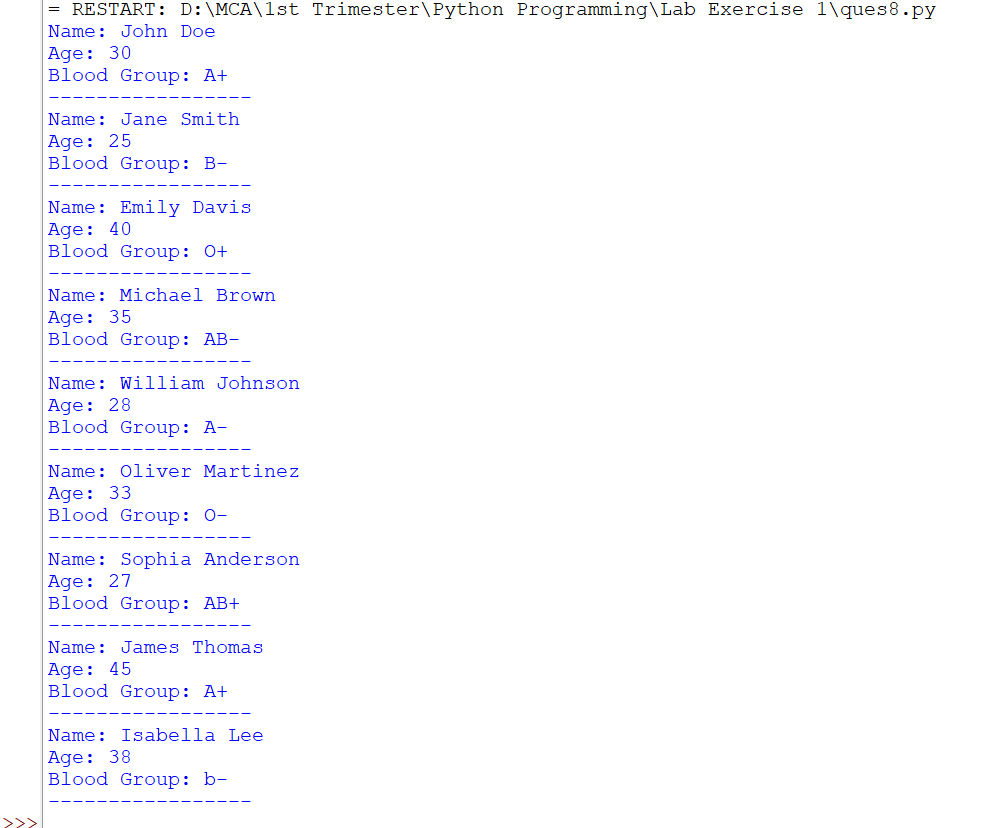 = RESTART: D:\MCA\1st Trimester\Python Programming\Lab Exercise 1\ques8.py
Name: John Doe
Age: 30
Blood Group: A+
-----------------
Name: Jane Smith
Age: 25
Blood Group: B-
-----------------
Name: Emily Davis
Age: 40
Blood Group: O+
-----------------
Name: Michael Brown
Age: 35
Blood Group: AB-
-----------------
Name: William Johnson
Age: 28
Blood Group: A-
-----------------
Name: Oliver Martinez
Age: 33
Blood Group: O-
-----------------
Name: Sophia Anderson
Age: 27
Blood Group: AB+
-----------------
Name: James Thomas
Age: 45
Blood Group: A+
-----------------
Name: Isabella Lee
Age: 38
Blood Group: b-
-----------------
>>>